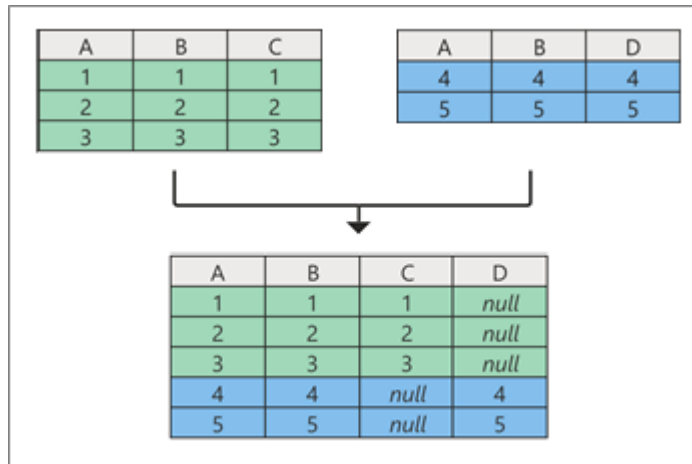 A B C
1 1 1
2 2 2
3 3 3
A B D
4 4 4
5 5 5
A B C D
1 1 1 null
2 2 2 null
3 3 3 null
4 4 null 4
5 5 null 5